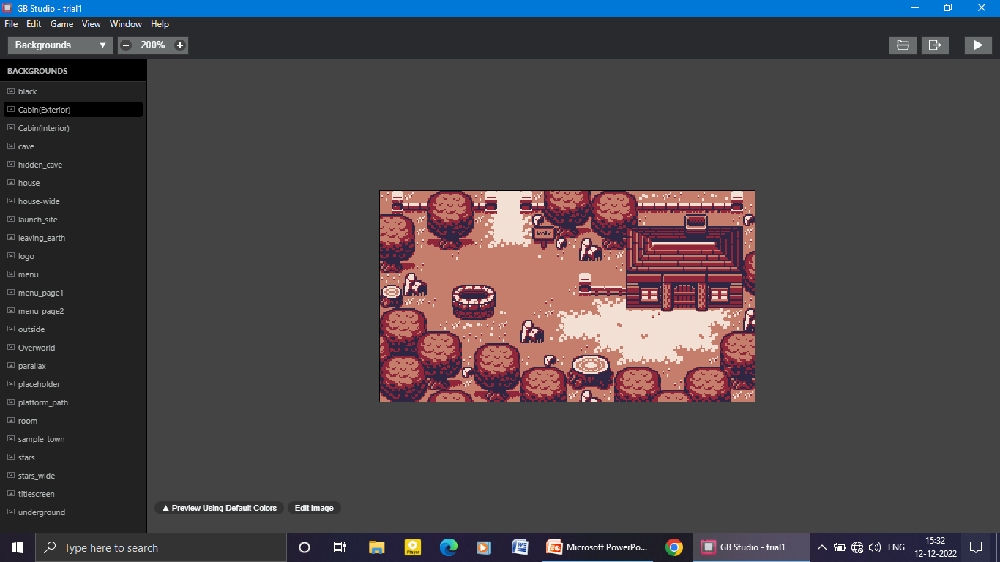 GB Studio - trial1
File Edit Game View Window Help
Backgrounds
200%
BACKGROUNDS
black
Cabin(Exterior)
Cabin(Interior)
cave
hidden_cave
house
house-wide
launch_site
leaving_earth
logo
menu
menu_page1
menu_page2
outside
Overworld
parallax
placeholder
platform_path
room
sample_town
stars
stars_wide
titlescreen
underground
▲ Preview Using Default Colors
Edit Image
Type here to search
Player
Microsoft PowerPo...
GB Studio - trial1
ENG
15:32
12-12-2022